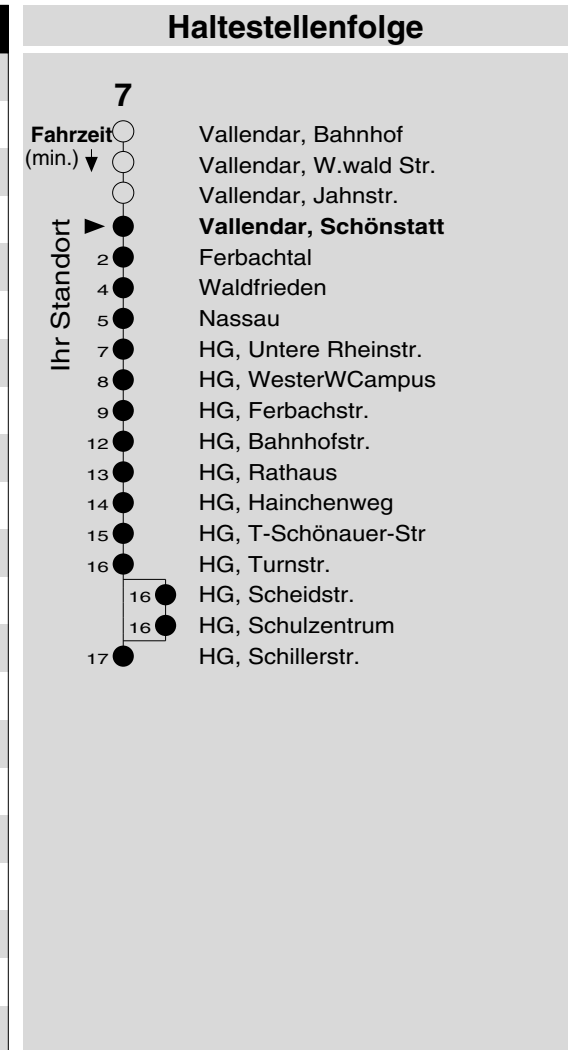 Haltestellenfolge
7
Fahrzeit Vallendar, Bahnhof
(min.) Vallendar, W.wald Str.
Vallendar, Jahnstr.
Ihr Standort
Vallendar, Schönstatt
2 Ferbachtal
4 Waldfrieden
5 Nassau
7 HG, Untere Rheinstr.
8 HG, WesterWCampus
9 HG, Ferbachstr.
12 HG, Bahnhofstr.
13 HG, Rathaus
14 HG, Hainchenweg
15 HG, T-Schönauer-Str
16 HG, Turnstr.
16 HG, Scheidstr.
16 HG, Schulzentrum
17 HG, Schillerstr.